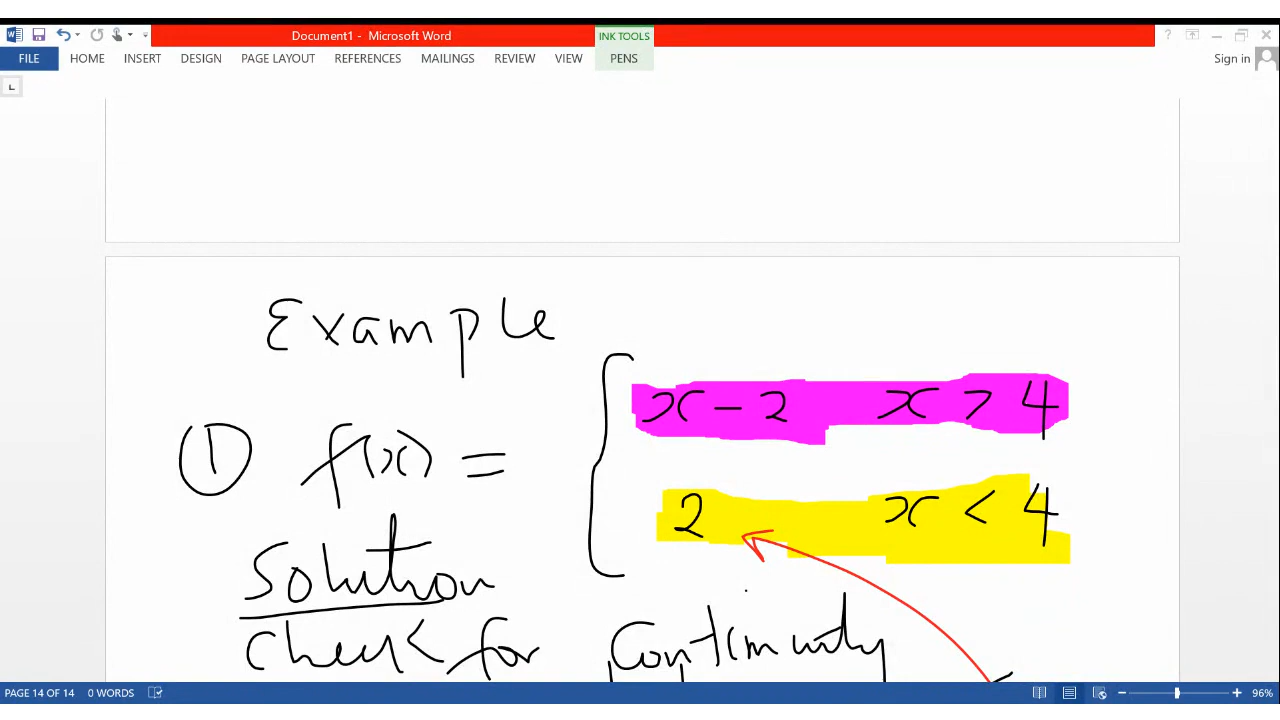 Document1 - Microsoft Word
INK TOOLS
FILE HOME INSERT DESIGN PAGE LAYOUT REFERENCES MAILINGS REVIEW VIEW PENS
Sign in
Example
x - 2 x > 4
① f(x) =
2 x < 4
Solution
Check for Continuity
PAGE 14 OF 14 0 WORDS
96%